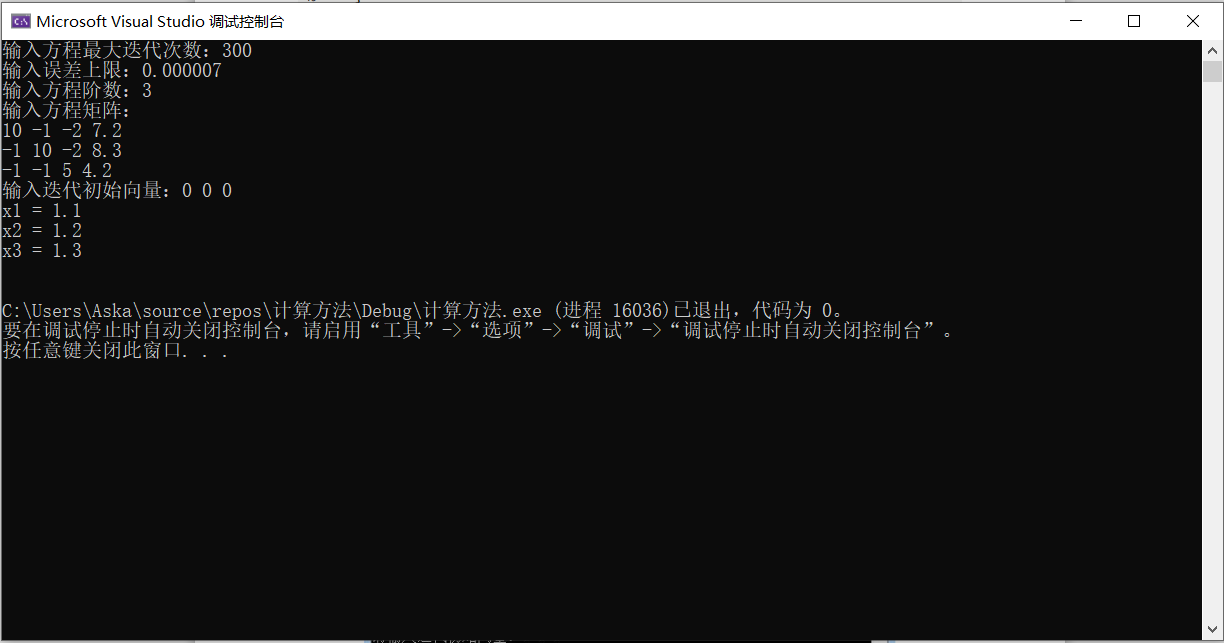 Microsoft Visual Studio 调试控制台
输入方程最大迭代次数：300
输入误差上限：0.000007
输入方程阶数：3
输入方程矩阵：
10 -1 -2 7.2
-1 10 -2 8.3
-1 -1 5 4.2
输入迭代初始向量：0 0 0
x1 = 1.1
x2 = 1.2
x3 = 1.3
C:\Users\Aska\source\repos\计算方法\Debug\计算方法.exe (进程 16036)已退出，代码为 0。
要在调试停止时自动关闭控制台，请启用“工具”->“选项”->“调试”->“调试停止时自动关闭控制台”。
按任意键关闭此窗口. . .